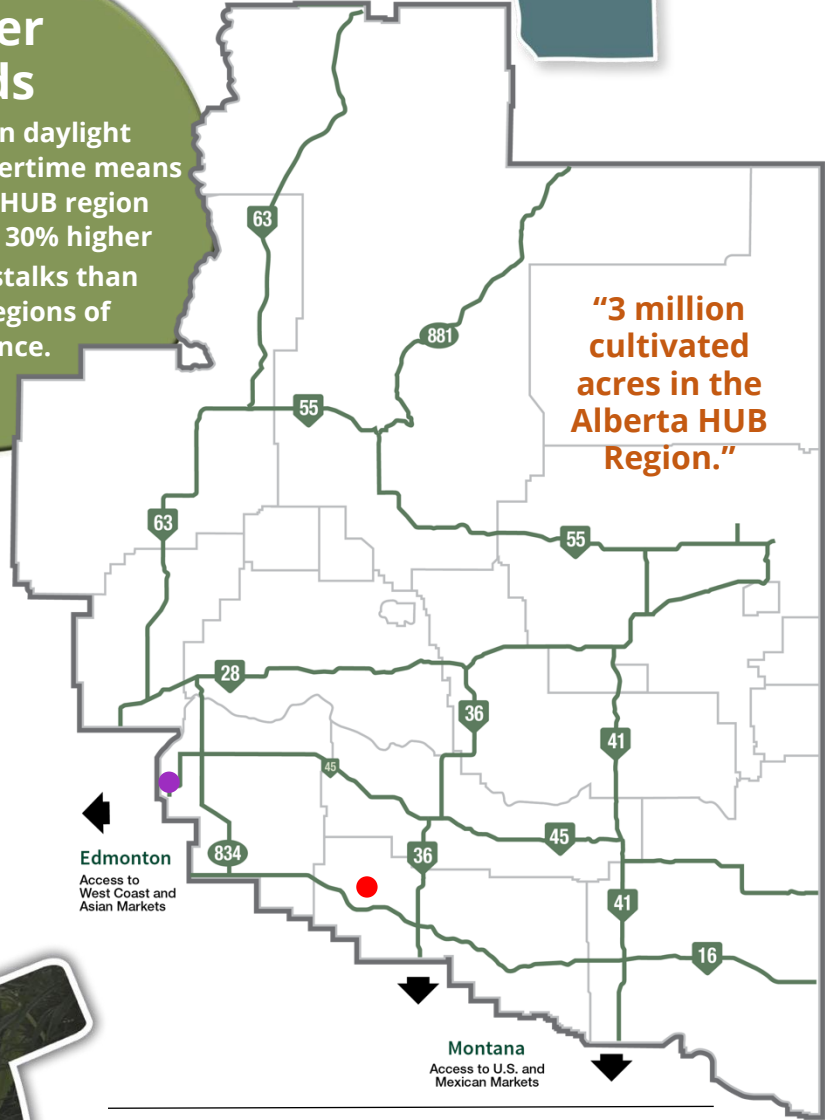 er
ds
n daylight
ertime means
HUB region
30% higher
stalks than
egions of
nce.
63
881
“3 million
cultivated
acres in the
Alberta HUB
Region.”
55
63
55
28
36
41
45
45
834
36
Edmonton
Access to
West Coast and
Asian Markets
41
16
Montana
Access to U.S. and
Mexican Markets